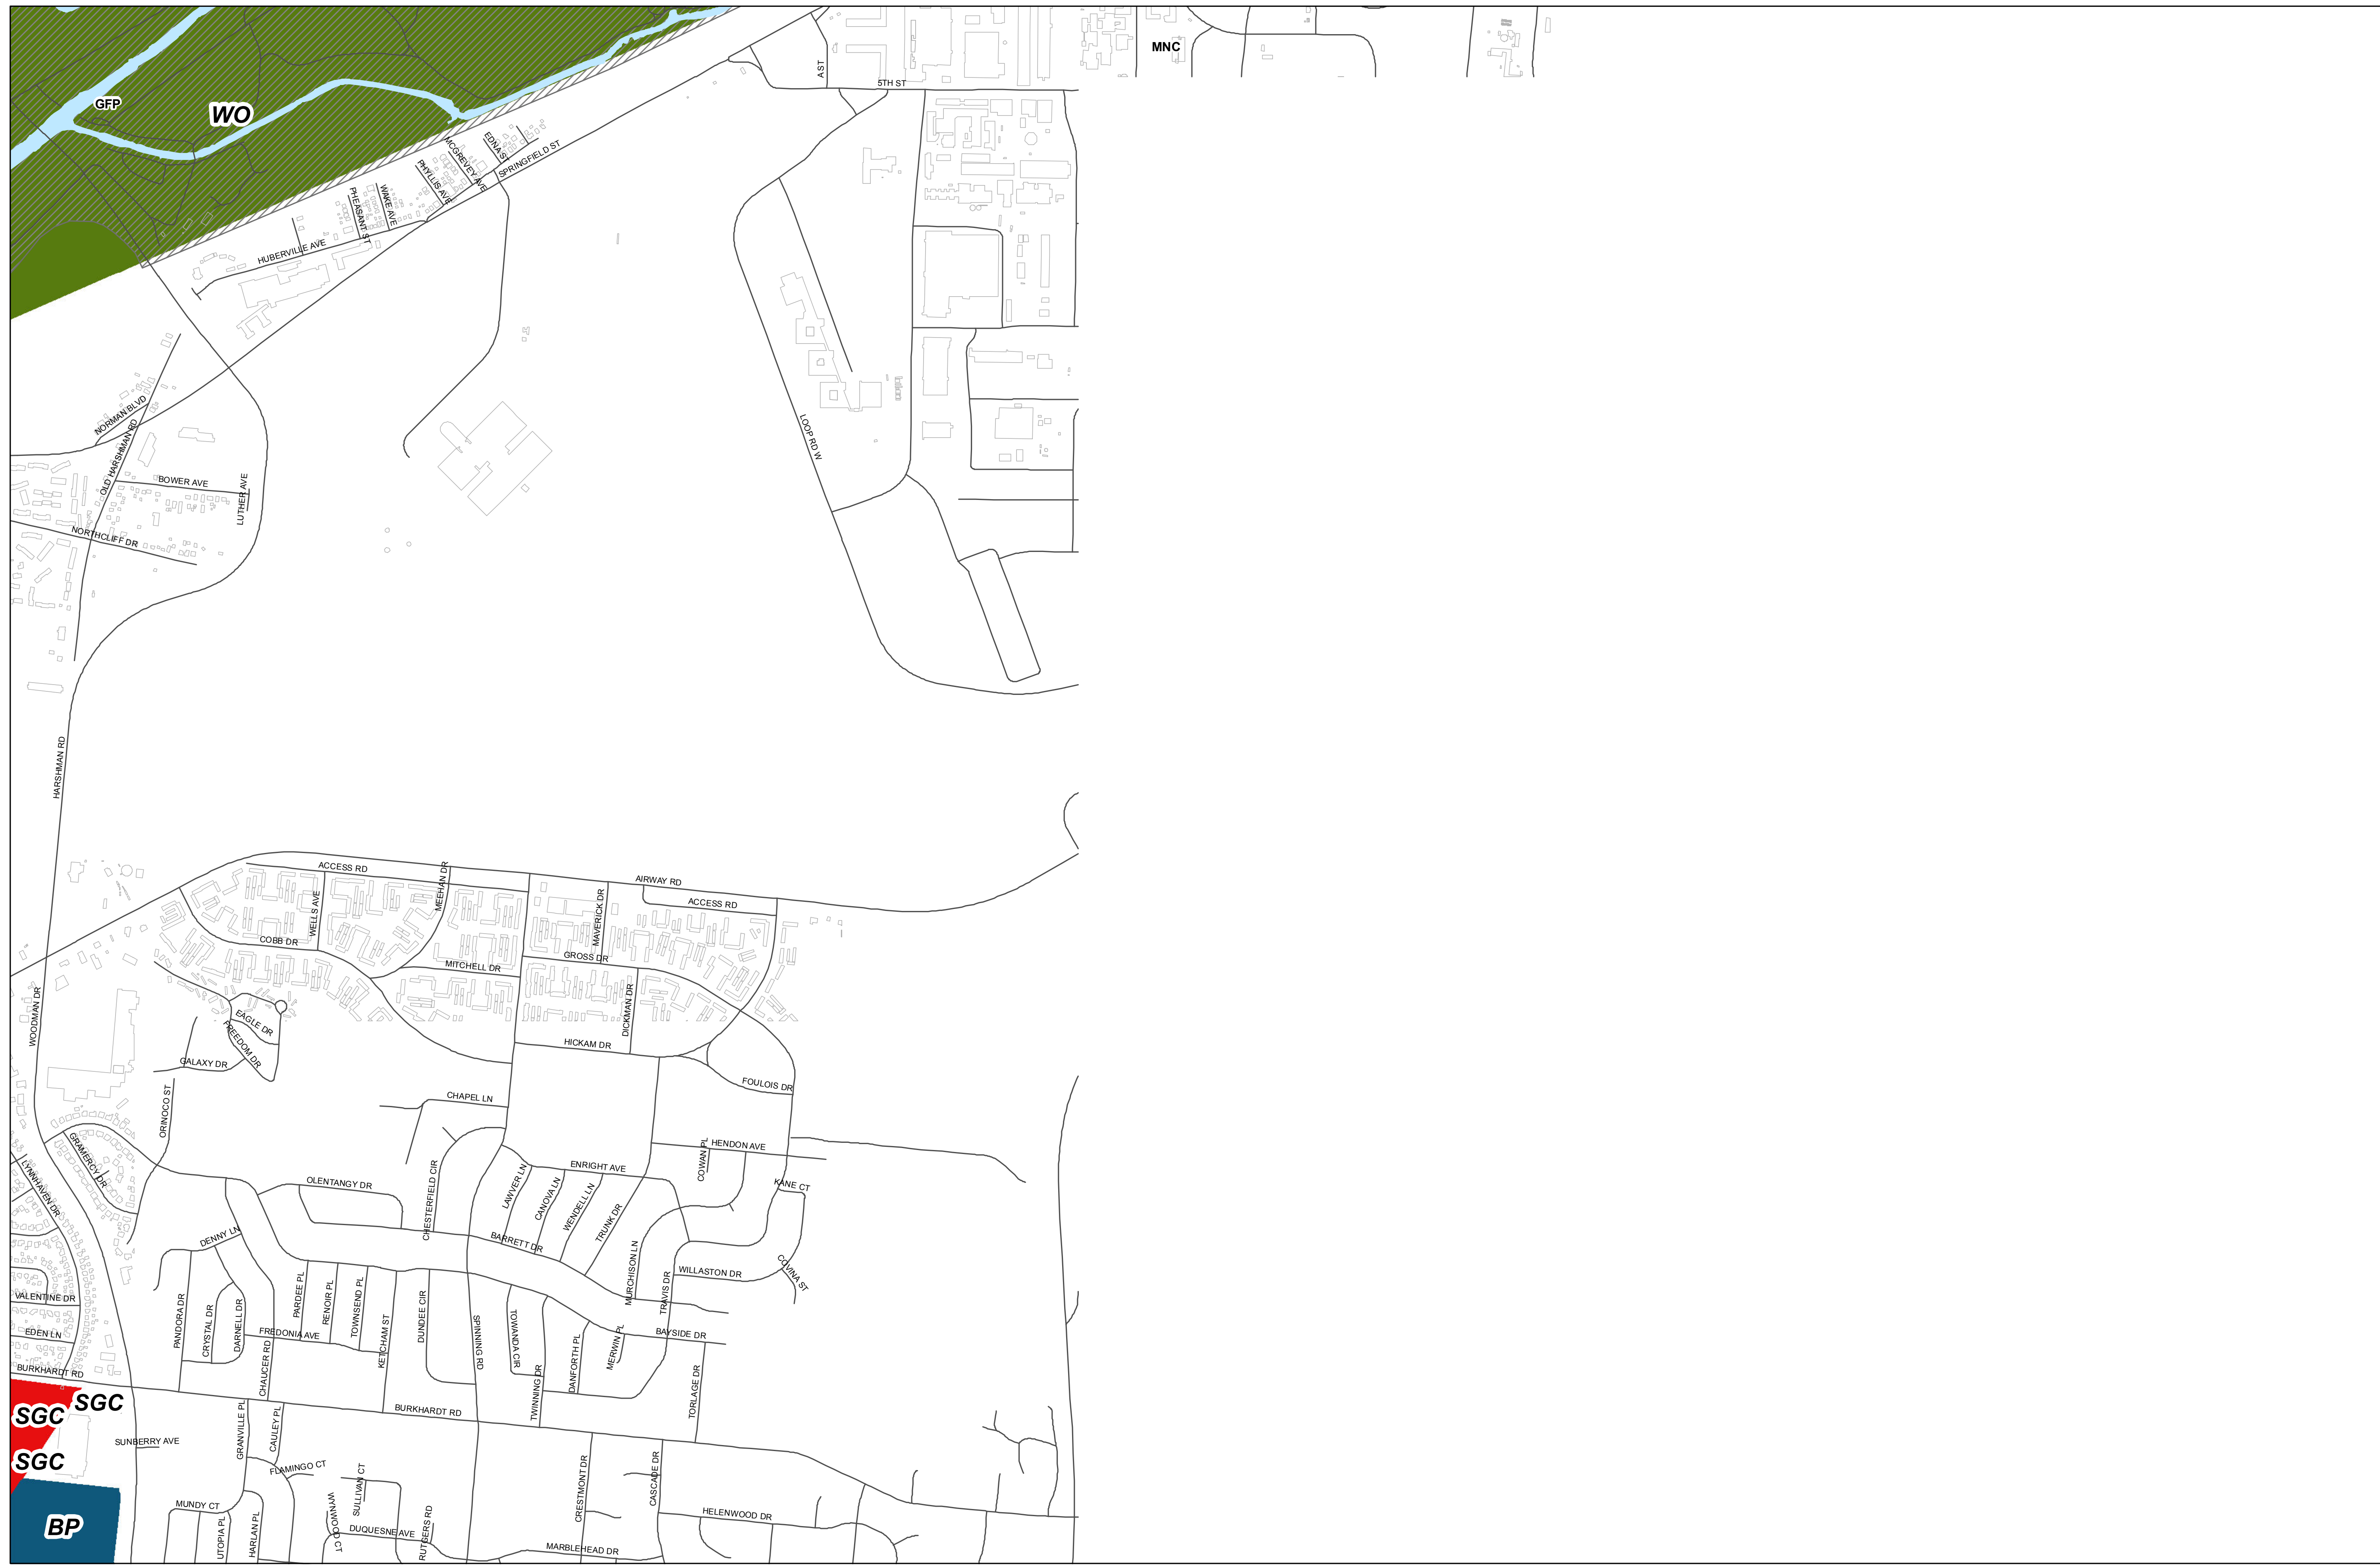 MNC
A ST
5TH ST
GFP
WO
EDNA ST
MCGREVEY AVE
SPRINGFIELD ST
PHYLLIS AVE
WAKE AVE
PHEASANT ST
HUBERVILLE AVE
NORMAN BLVD
OLD HARSHMAN RD
LOOP RD W
BOWER AVE
LUTHER AVE
NORTHCLIFF DR
HARSHMAN RD
ACCESS RD
MEEHAN DR
AIRWAY RD
ACCESS RD
WELLS AVE
MAVERICK DR
COBB DR
GROSS DR
MITCHELL DR
WOODMAN DR
DICKMAN DR
EAGLE DR
FREEDOM DR
HICKAM DR
GALAXY DR
FOULOIS DR
ORINOCO ST
CHAPEL LN
GRAMERCY DR
COWAN PL
HENDON AVE
LYNNHAVEN DR
ENRIGHT AVE
OLENTANGY DR
CHESTERFIELD CIR
LAWVER LN
CANOVA LN
WENDELL LN
TRUNK DR
KANE CT
DENNY LN
BARRETT DR
MURCHISON LN
WILLASTON DR
COVINA ST
VALENTINE DR
PANDORA DR
CRYSTAL DR
DARNELL DR
PARDEE PL
RENOIR PL
TOWNSEND PL
KETCHAM ST
DUNDEE CIR
SPINNING RD
TOWANDA CIR
TRAVIS DR
EDEN LN
FREDONIA AVE
MERWIN PL
BAYSIDE DR
BURKHARDT RD
CHAUCER RD
TWINNING DR
DANFORTH PL
TORLAGE DR
SGC
SGC
GRANVILLE PL
CAULEY PL
BURKHARDT RD
SUNBERRY AVE
SGC
FLAMINGO CT
SULLIVAN CT
CRESTMONT DR
CASCADE DR
MUNDY CT
WYNWOOD CT
HELENWOOD DR
BP
UTOPIA PL
HARLAN PL
DUQUESNE AVE
RUTGERS RD
MARBLEHEAD DR